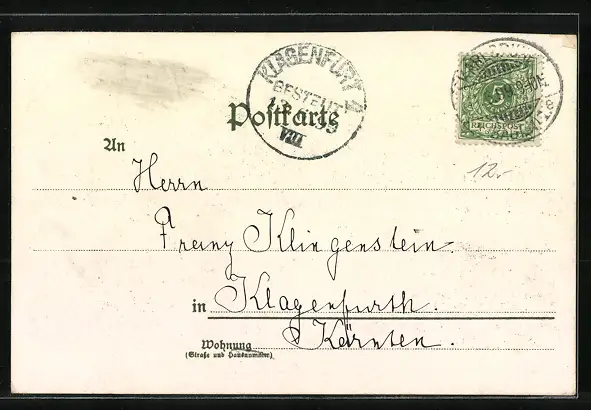 KLAGENFURT 4
BESTELLT
VIII
5
REICHSPOST
Postkarte
An
12.-
Herrn
Franz Klingenstein.
in Klagenfurth.
Kärnten.
Wohnung
(Straße und Hausnummer)